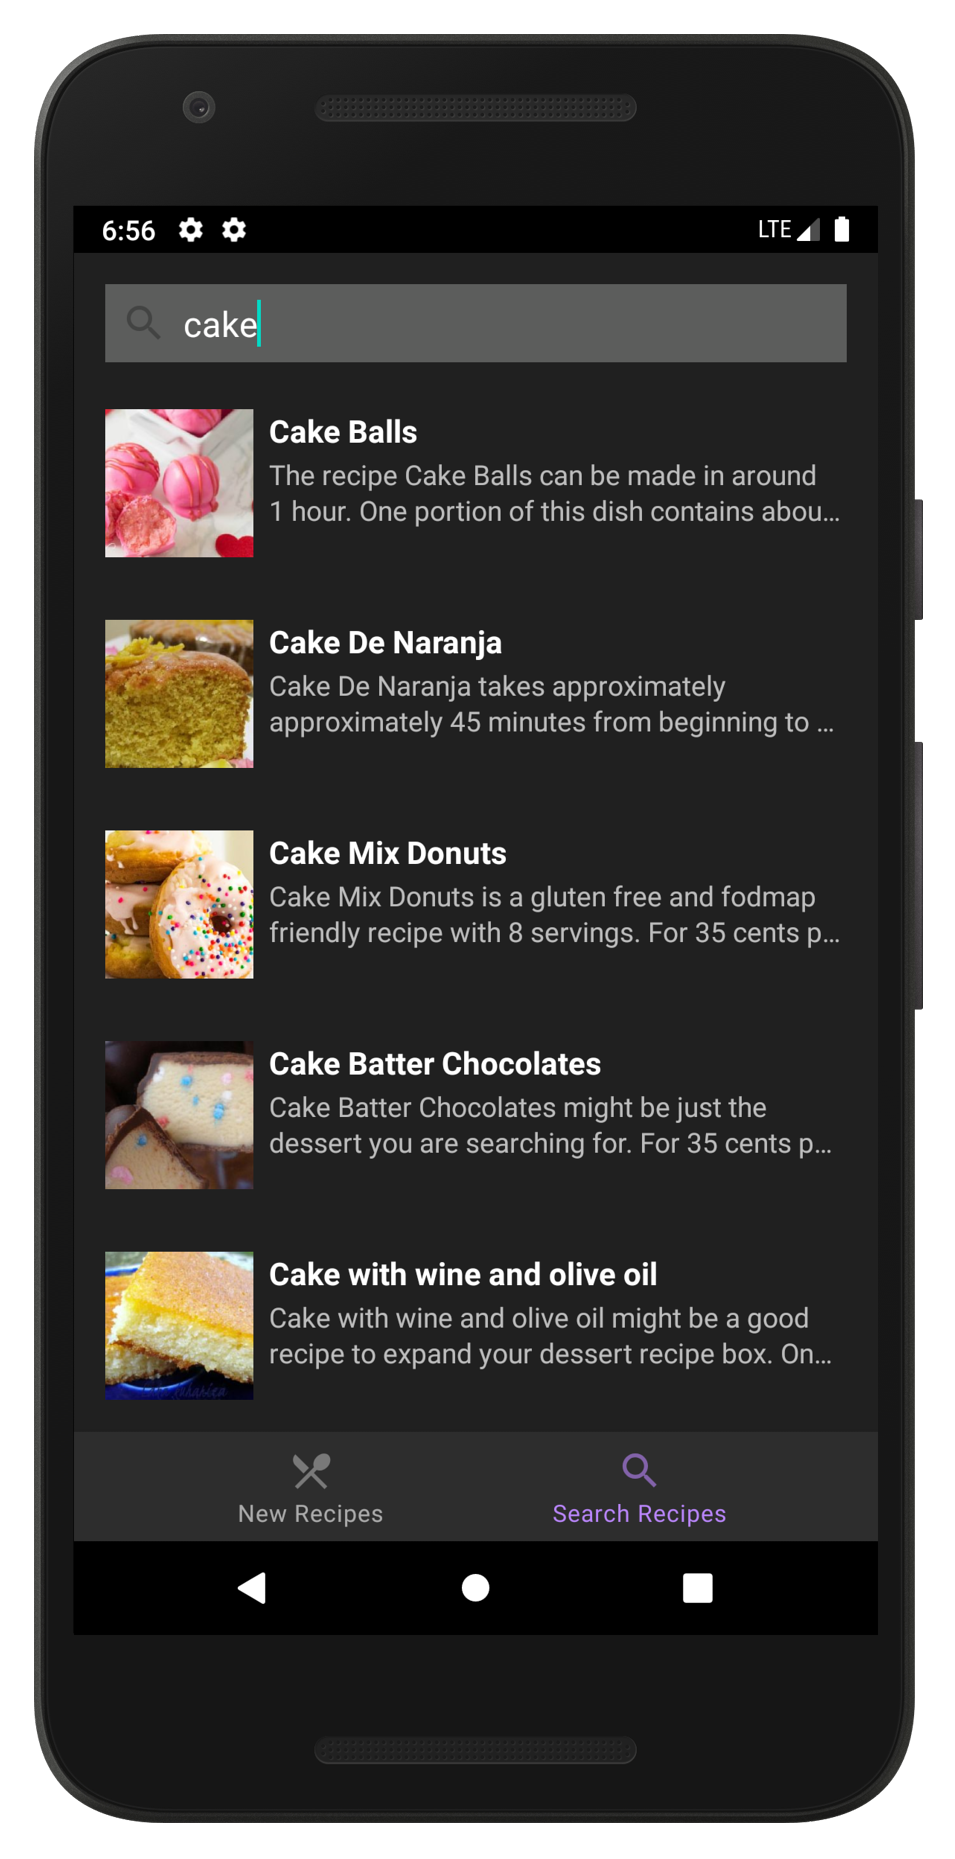 6:56
LTE
cake
Cake Balls
The recipe Cake Balls can be made in around
1 hour. One portion of this dish contains abou…
Cake De Naranja
Cake De Naranja takes approximately
approximately 45 minutes from beginning to …
Cake Mix Donuts
Cake Mix Donuts is a gluten free and fodmap
friendly recipe with 8 servings. For 35 cents p…
Cake Batter Chocolates
Cake Batter Chocolates might be just the
dessert you are searching for. For 35 cents p…
Cake with wine and olive oil
Cake with wine and olive oil might be a good
recipe to expand your dessert recipe box. On…
New Recipes
Search Recipes